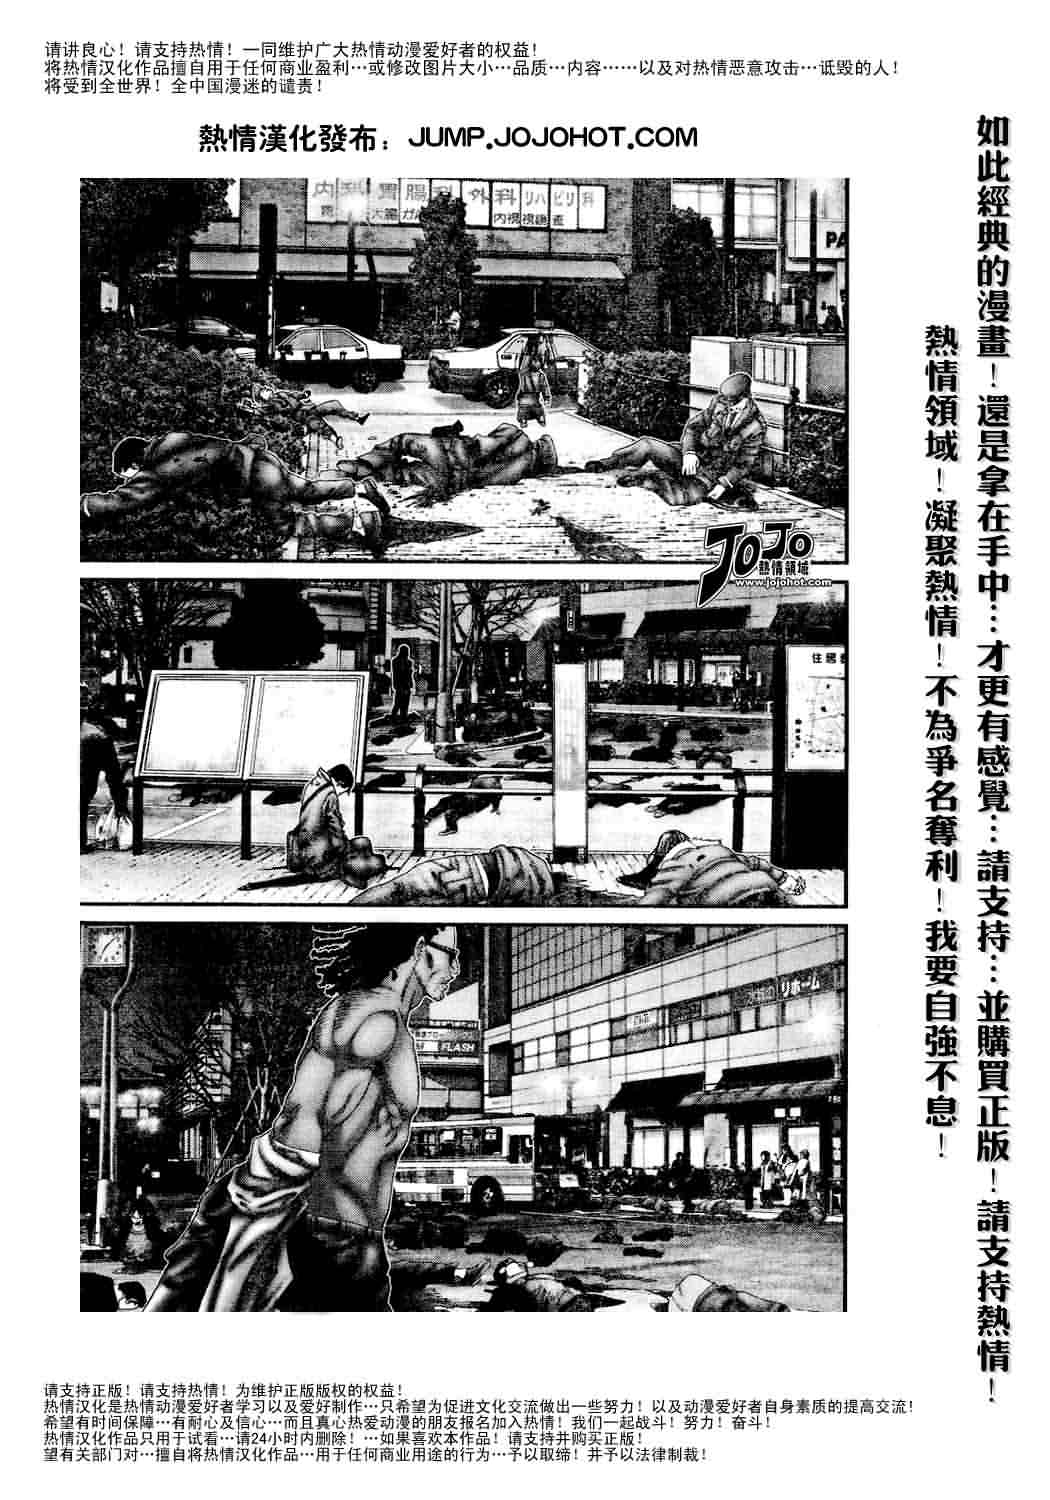 请讲良心！请支持热情！一同维护广大热情动漫爱好者的权益！
将热情汉化作品擅自用于任何商业盈利…或修改图片大小…品质…内容……以及对热情恶意攻击…诋毁的人！
将受到全世界！全中国漫迷的谴责！
熱情漢化發布：JUMP.JOJOHOT.COM
如此經典的漫畫！還是拿在手中…才更有感覺…請支持…並購買正版！請支持熱情！
熱情領域！凝聚熱情！不為爭名奪利！我要自強不息！
内科 胃腸科 外科 リハビリ科
大腸ガ
内視視鏡直
PA
JOJO
熱情領域
www.jojohot.com
住居
リホーム
FLASH
请支持正版！请支持热情！为维护正版版权的权益！
热情汉化是热情动漫爱好者学习以及爱好制作…只希望为促进文化交流做出一些努力！以及动漫爱好者自身素质的提高交流！
希望有时间保障…有耐心及信心…而且真心热爱动漫的朋友报名加入热情！我们一起战斗！努力！奋斗！
热情汉化作品只用于试看…请24小时内删除！…如果喜欢本作品！请支持并购买正版！
望有关部门对…擅自将热情汉化作品…用于任何商业用途的行为…予以取缔！并予以法律制裁！